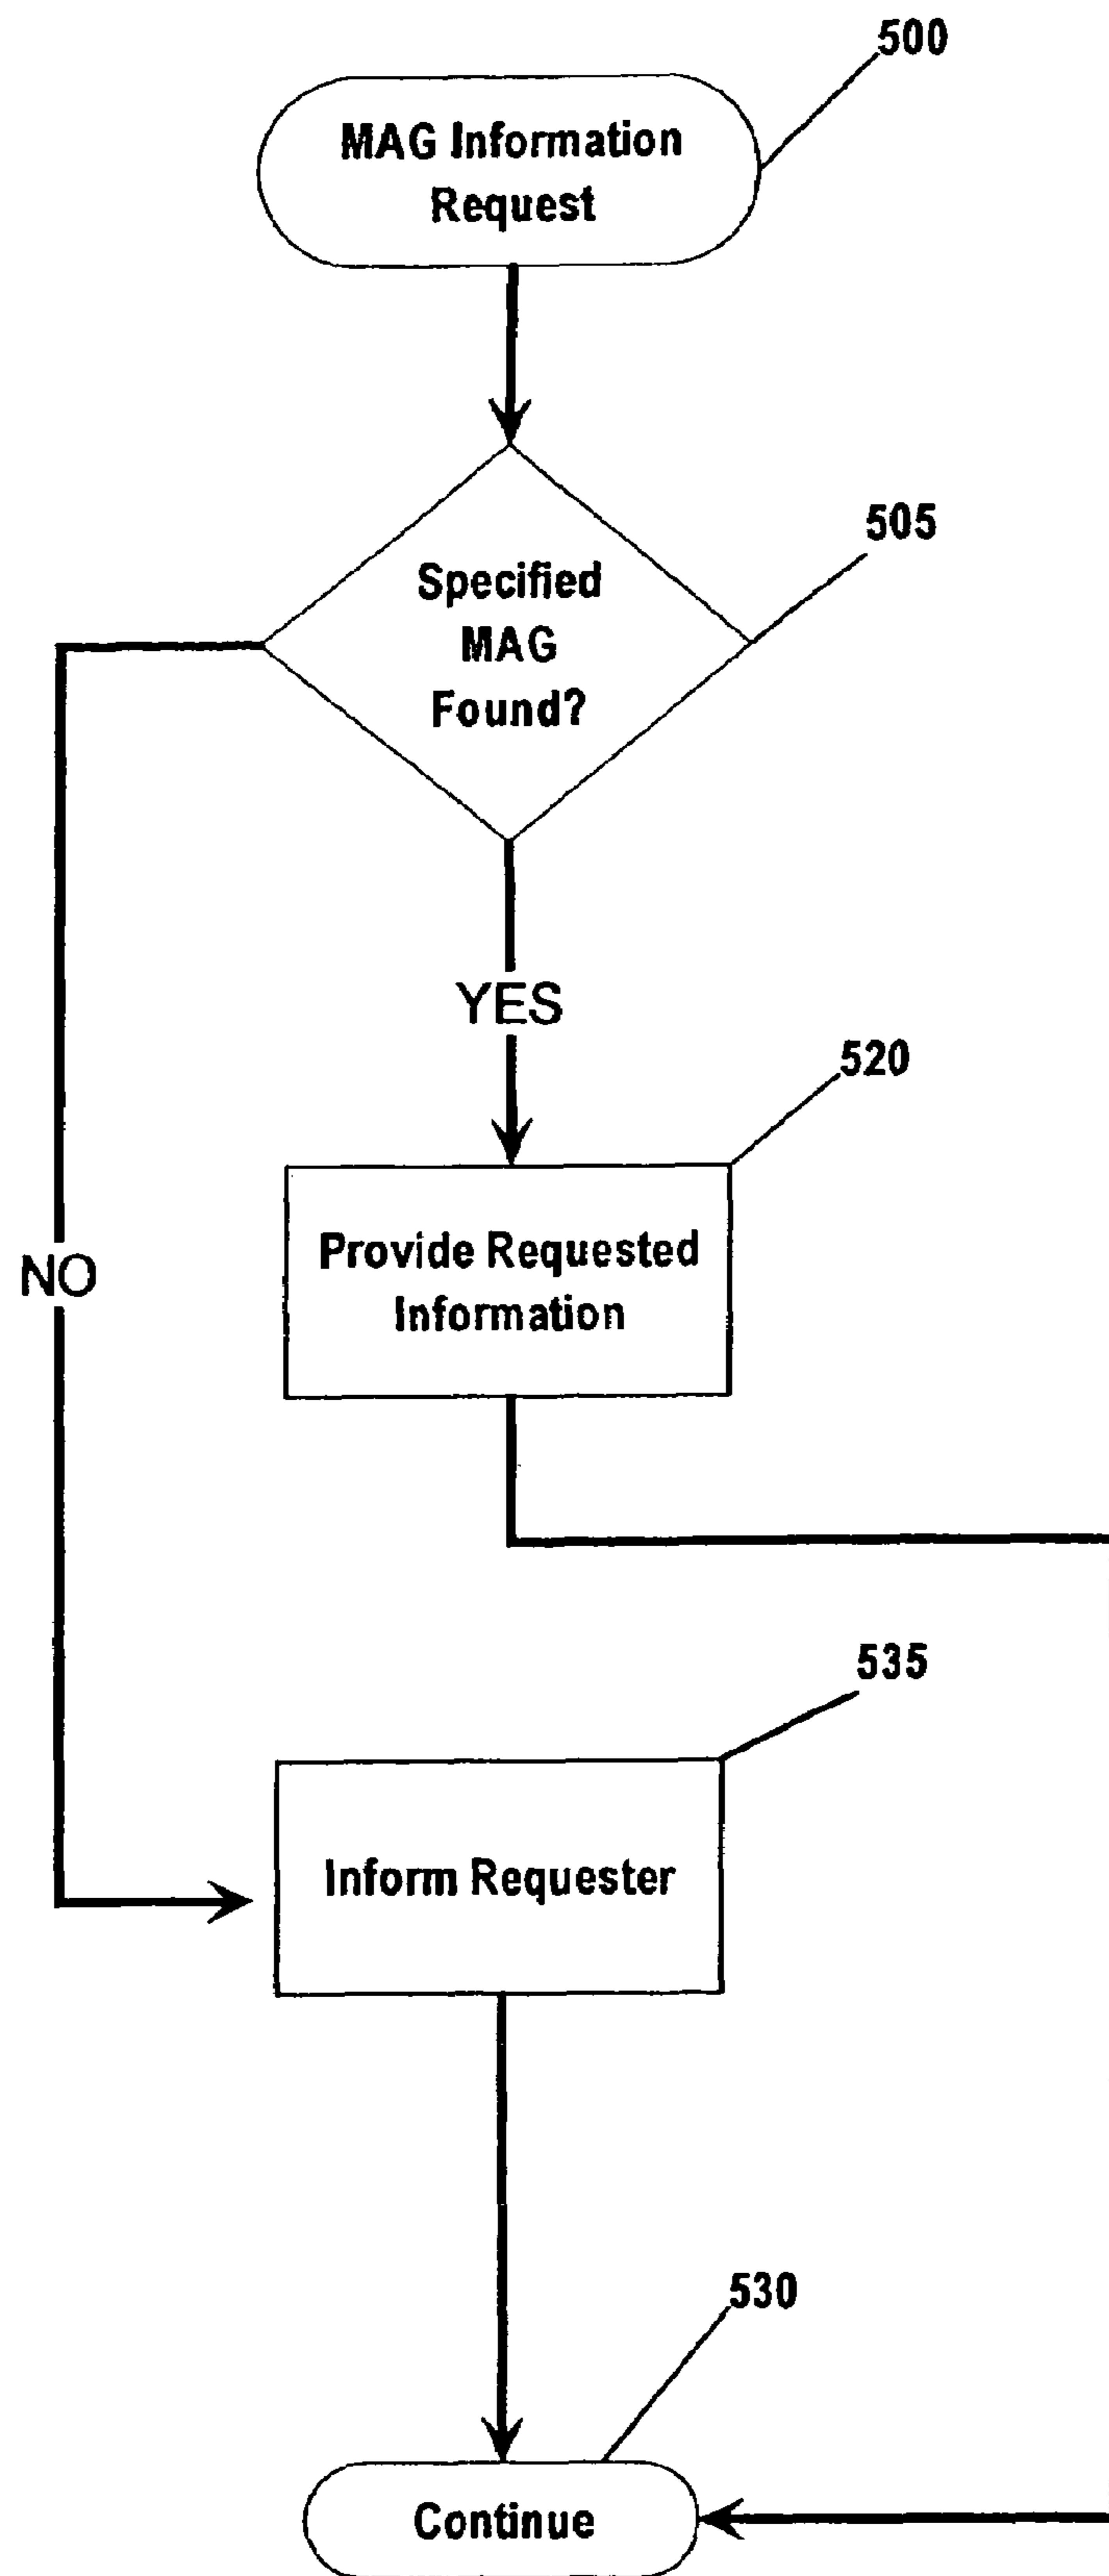 500
MAG Information
Request
505
Specified
MAG
Found?
YES
520
Provide Requested
Information
NO
535
Inform Requester
530
Continue